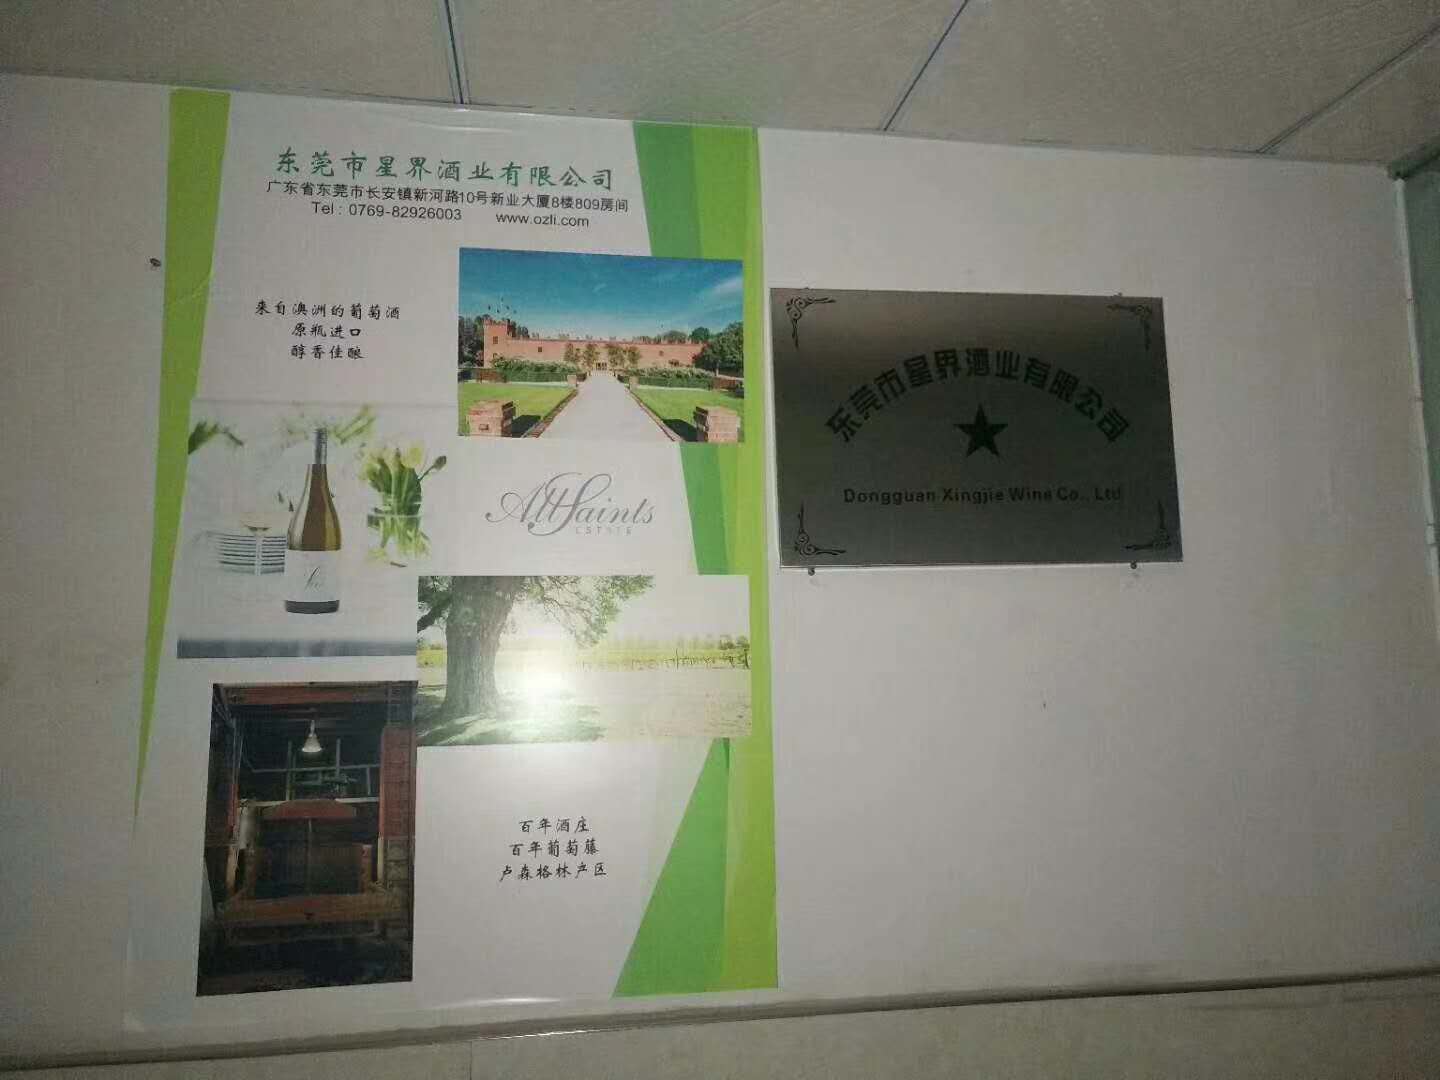 东莞市星界酒业有限公司
广东省东莞市长安镇新河路10号新业大厦8楼809房间
Tel : 0769-82926003 www.ozli.com
来自澳洲的葡萄酒
原瓶进口
醇香佳酿
All Saints
ESTATE
百年酒庄
百年葡萄藤
卢森格林产区
东莞市星界酒业有限公司
Dongguan Xingjie Wine Co., Ltd